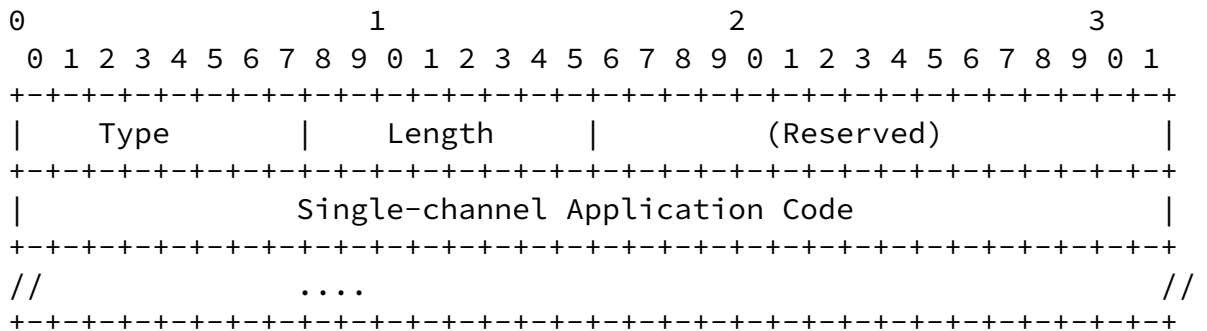 0                   1                   2                   3
 0 1 2 3 4 5 6 7 8 9 0 1 2 3 4 5 6 7 8 9 0 1 2 3 4 5 6 7 8 9 0 1
+-+-+-+-+-+-+-+-+-+-+-+-+-+-+-+-+-+-+-+-+-+-+-+-+-+-+-+-+-+-+-+-+
|    Type       |    Length     |         (Reserved)            |
+-+-+-+-+-+-+-+-+-+-+-+-+-+-+-+-+-+-+-+-+-+-+-+-+-+-+-+-+-+-+-+-+
|               Single-channel Application Code                 |
+-+-+-+-+-+-+-+-+-+-+-+-+-+-+-+-+-+-+-+-+-+-+-+-+-+-+-+-+-+-+-+-+
//              ....                                            //
+-+-+-+-+-+-+-+-+-+-+-+-+-+-+-+-+-+-+-+-+-+-+-+-+-+-+-+-+-+-+-+-+